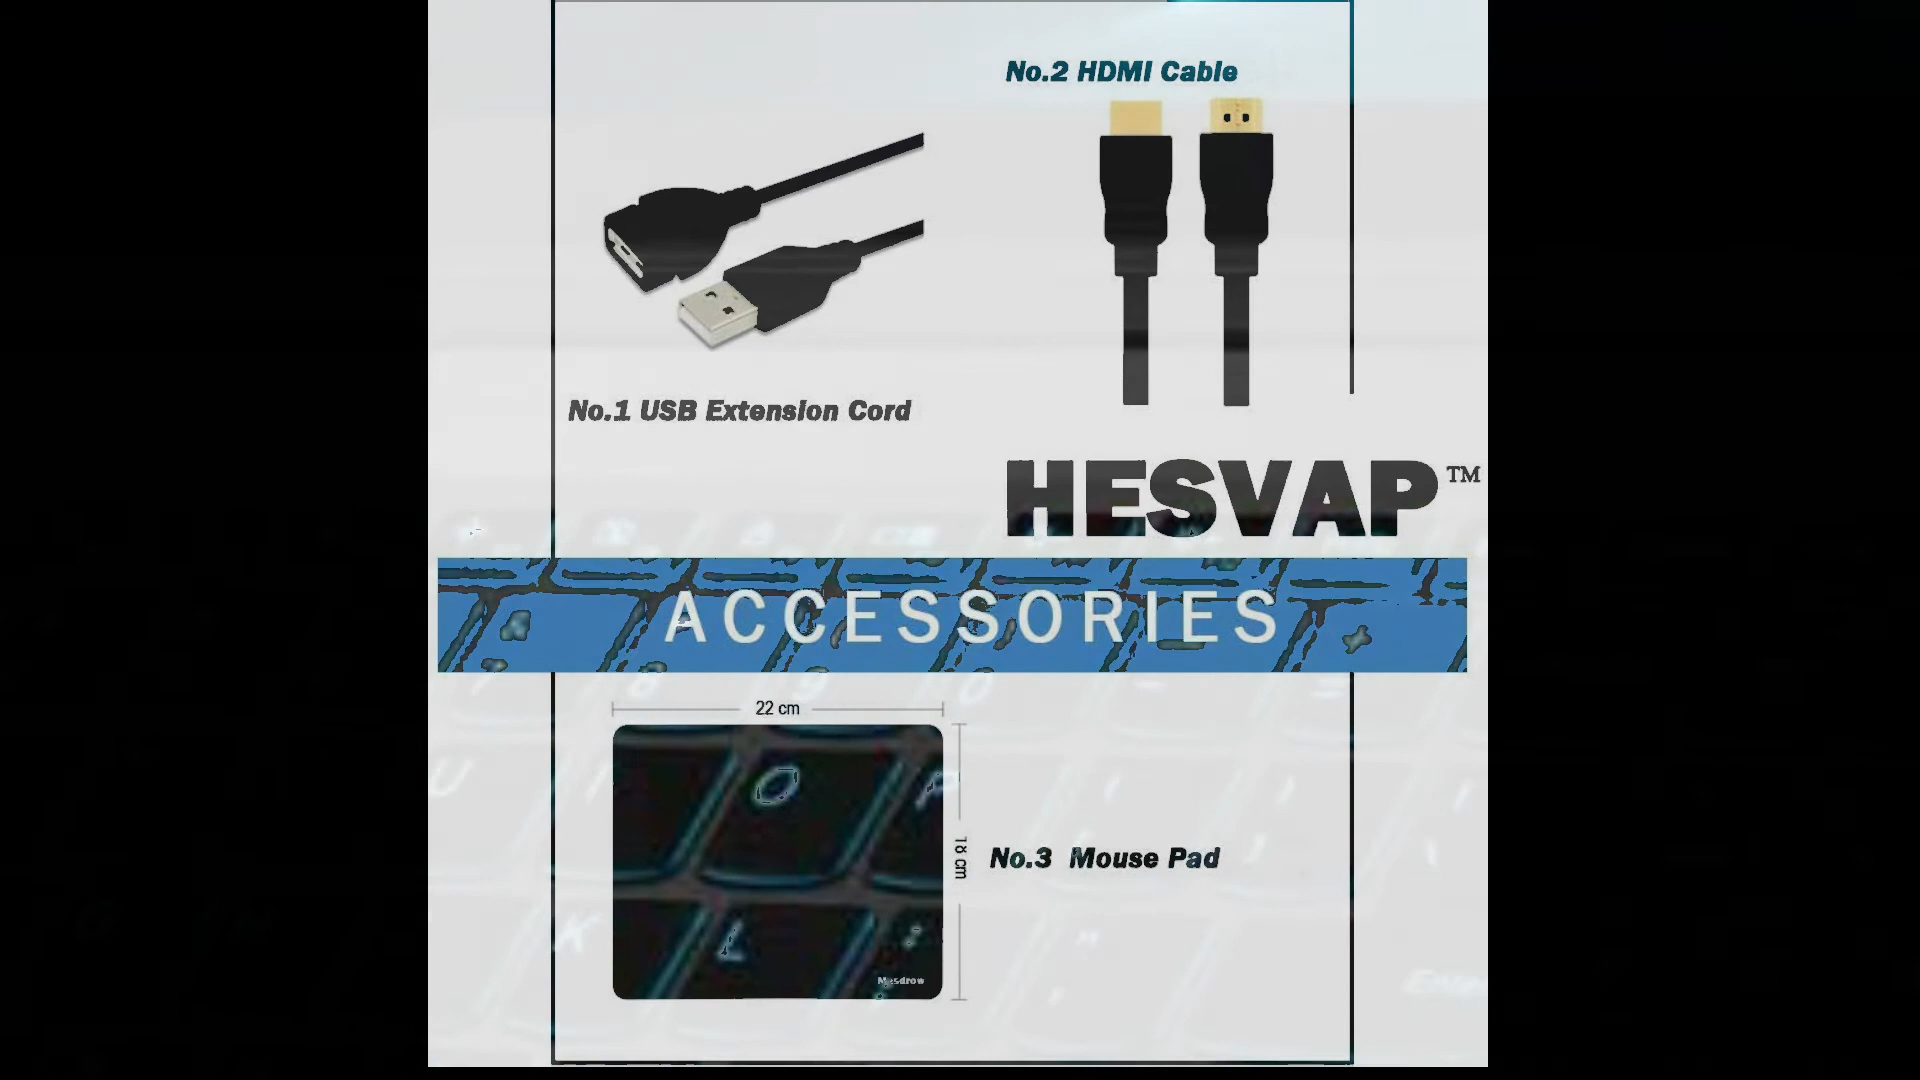 No.2 HDMI Cable
No.1 USB Extension Cord
HESVAP™
ACCESSORIES
22 cm
18 cm
No.3 Mouse Pad